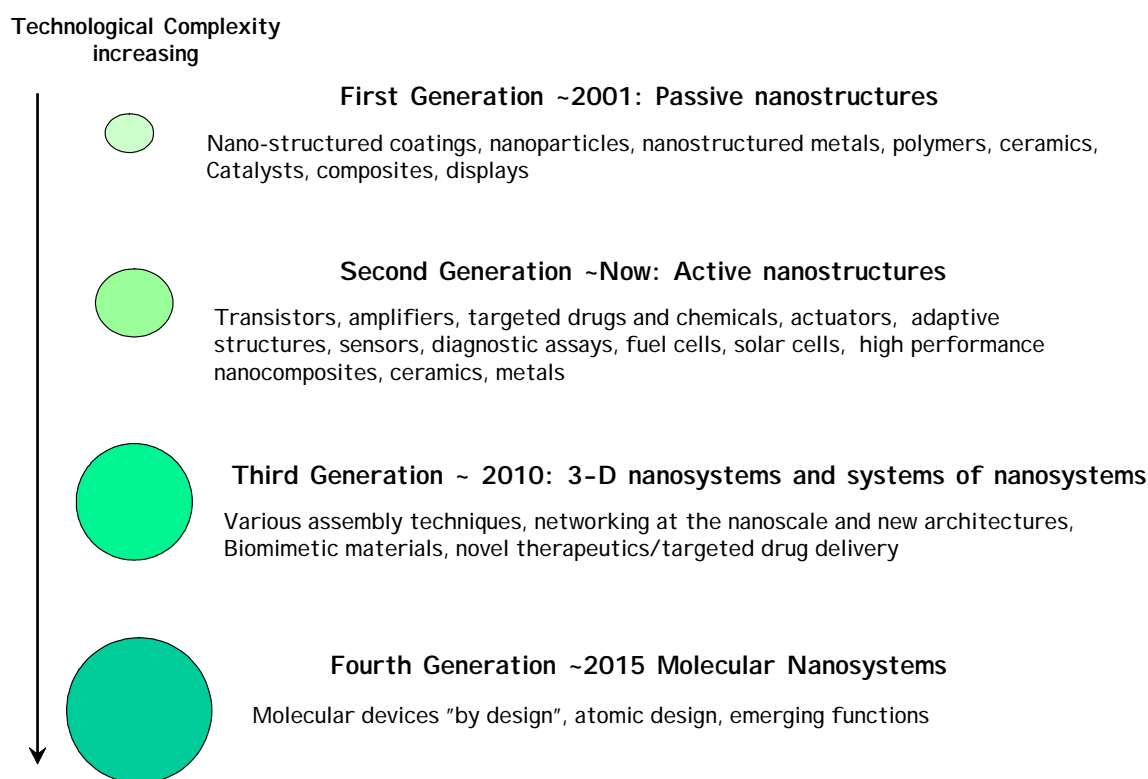 Technological Complexity
increasing
First Generation ~2001: Passive nanostructures
Nano-structured coatings, nanoparticles, nanostructured metals, polymers, ceramics,
Catalysts, composites, displays
Second Generation ~Now: Active nanostructures
Transistors, amplifiers, targeted drugs and chemicals, actuators, adaptive
structures, sensors, diagnostic assays, fuel cells, solar cells, high performance
nanocomposites, ceramics, metals
Third Generation ~ 2010: 3-D nanosystems and systems of nanosystems
Various assembly techniques, networking at the nanoscale and new architectures,
Biomimetic materials, novel therapeutics/targeted drug delivery
Fourth Generation ~2015 Molecular Nanosystems
Molecular devices "by design", atomic design, emerging functions